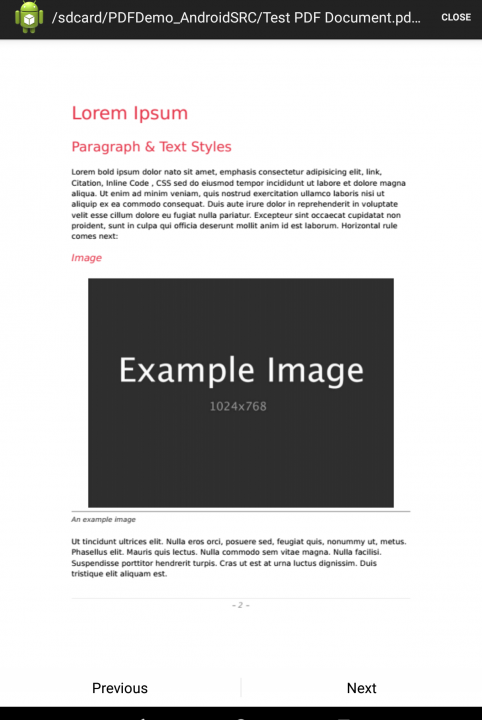 /sdcard/PDFDemo_AndroidSRC/Test PDF Document.pd...
CLOSE
Lorem Ipsum
Paragraph & Text Styles
Lorem bold ipsum dolor nato sit amet, emphasis consectetur adipisicing elit, link,
Citation, Inline Code , CSS sed do eiusmod tempor incididunt ut labore et dolore magna
aliqua. Ut enim ad minim veniam, quis nostrud exercitation ullamco laboris nisi ut
aliquip ex ea commodo consequat. Duis aute irure dolor in reprehenderit in voluptate
velit esse cillum dolore eu fugiat nulla pariatur. Excepteur sint occaecat cupidatat non
proident, sunt in culpa qui officia deserunt mollit anim id est laborum. Horizontal rule
comes next:
Image
Example Image
1024x768
An example image
Ut tincidunt ultrices elit. Nulla eros orci, posuere sed, feugiat quis, nonummy ut, metus.
Phasellus elit. Mauris quis lectus. Nulla commodo sem vitae magna. Nulla facilisi.
Suspendisse porttitor hendrerit turpis. Cras ut est at urna luctus dignissim. Duis
tristique elit aliquam est.
– 2 –
Previous
Next